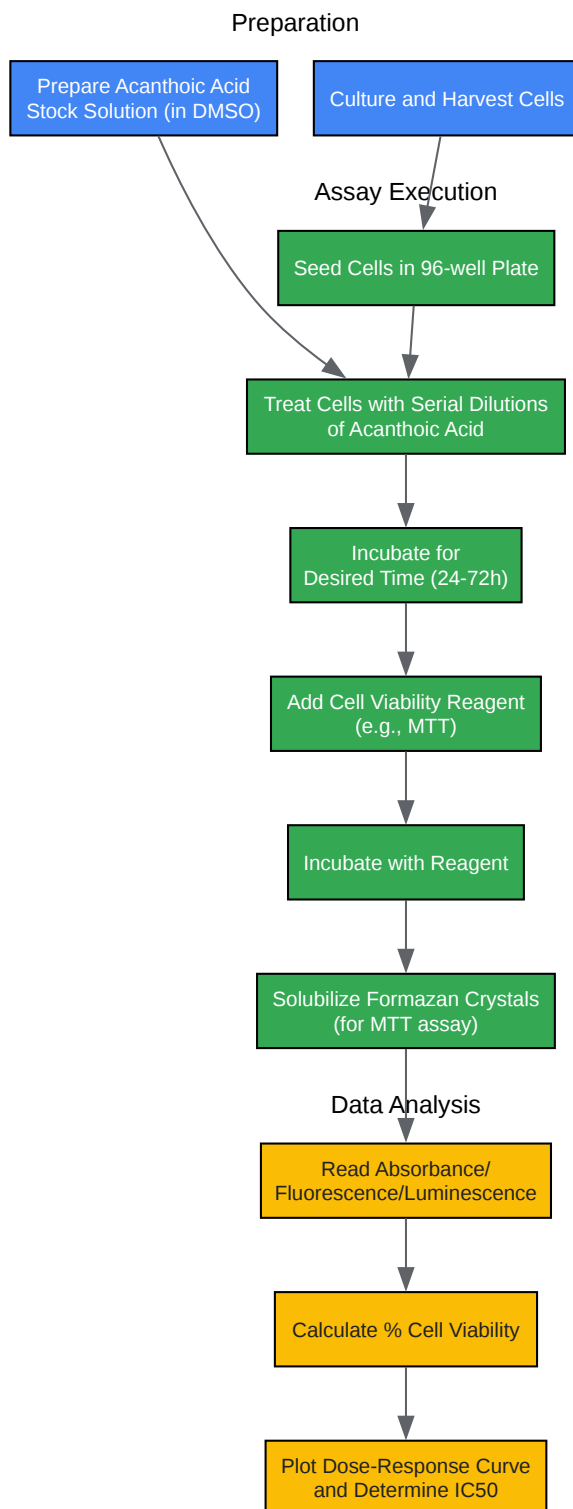 Preparation
Prepare Acanthoic Acid
Stock Solution (in DMSO)
Culture and Harvest Cells
Assay Execution
Seed Cells in 96-well Plate
Treat Cells with Serial Dilutions
of Acanthoic Acid
Incubate for
Desired Time (24-72h)
Add Cell Viability Reagent
(e.g., MTT)
Incubate with Reagent
Solubilize Formazan Crystals
(for MTT assay)
Data Analysis
Read Absorbance/
Fluorescence/Luminescence
Calculate % Cell Viability
Plot Dose-Response Curve
and Determine IC50